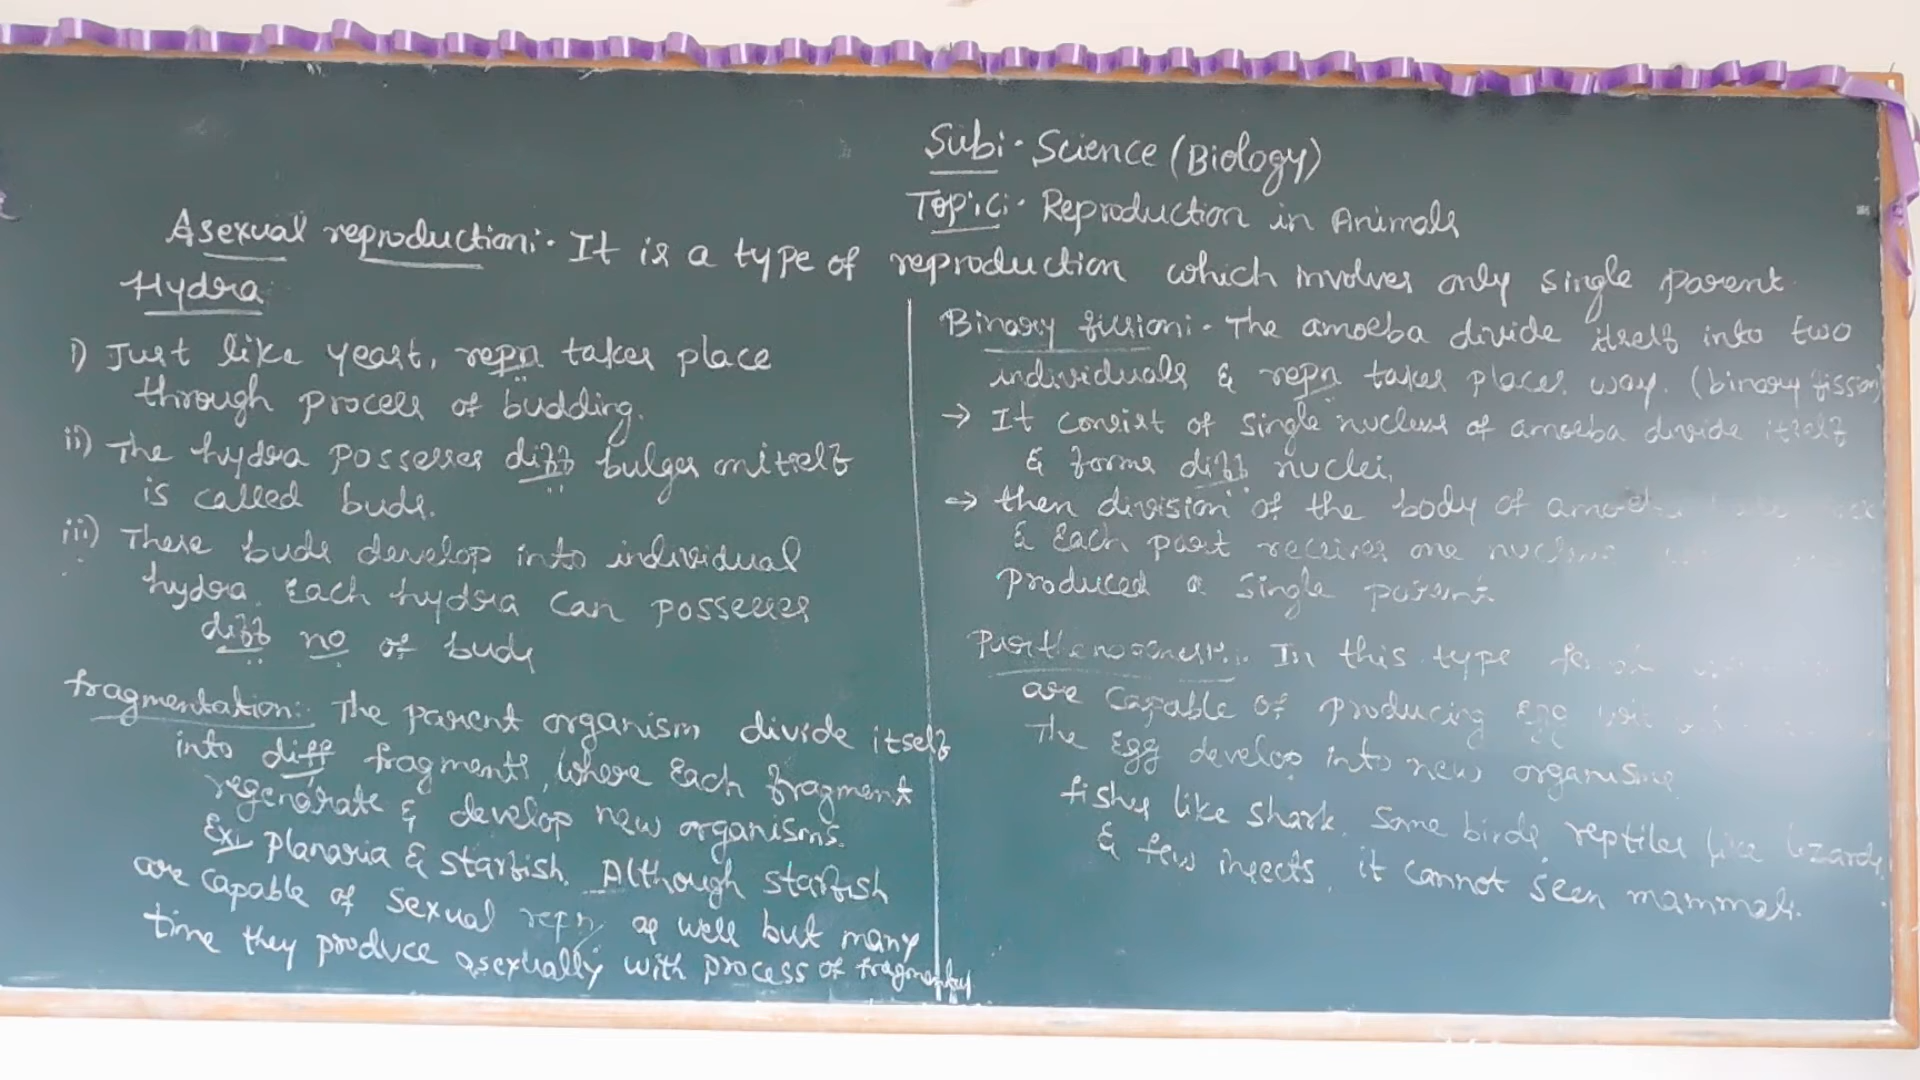 Sub:- Science (Biology)
Topic:- Reproduction in Animals
Asexual reproduction:- It is a type of reproduction which involves only single parent
Hydra
i) Just like yeast, repn takes place
through process of budding.
ii) The hydra possesses diff bulges on itself
is called buds.
iii) These buds develop into individual
hydra. Each hydra can possesses
diff no of buds
fragmentation:- The parent organism divide itself
into diff fragments, where Each fragment
regenerate & develop new organisms.
Ex:- Planaria & starfish. Although starfish
are capable of sexual repn as well but many
time they produce asexually with process of
Binary fission:- The amoeba divide itself into two
individuals & repn takes places way. (binary fission)
→ It consist of single nucleus of amoeba divide itself
& forms diff nuclei,
→ then division of the body of
& Each part receives one
produced a single parent
In this type
are capable of producing Egg
The Egg develop into new organisms
fishes like shark. Some birds reptiles like lizards
& few insects, it cannot seen mammals.